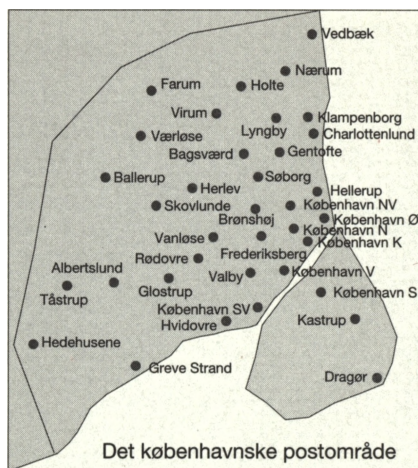 Vedbæk
Nærum
Farum
Holte
Virum
Klampenborg
Lyngby
Charlottenlund
Værløse
Bagsværd
Gentofte
Ballerup
Søborg
Herlev
Hellerup
Skovlunde
København NV
Brønshøj
København Ø
København N
Vanløse
Frederiksberg
København K
Rødovre
Albertslund
Valby
København V
Tåstrup
Glostrup
København S
København SV
Hvidovre
Kastrup
Hedehusene
Greve Strand
Dragør
Det københavnske postområde